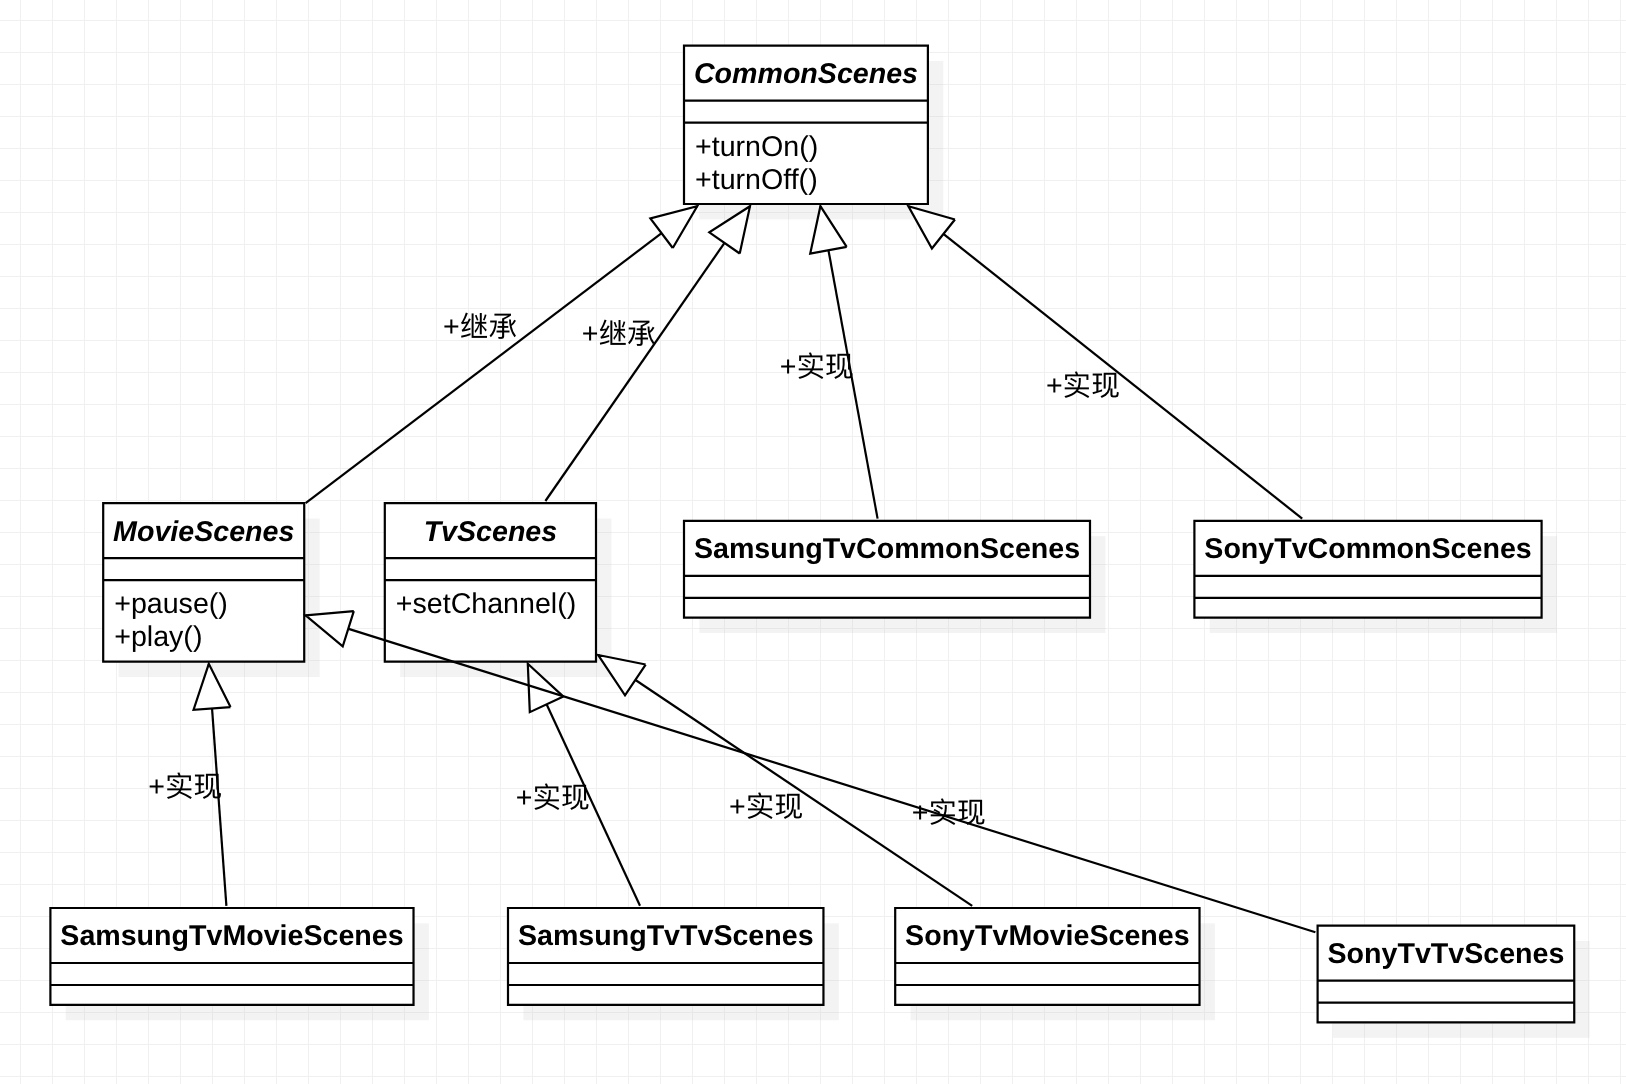 CommonScenes
+turnOn()
+turnOff()
+继承
+继承
+实现
+实现
MovieScenes
+pause()
+play()
TvScenes
+setChannel()
SamsungTvCommonScenes
SonyTvCommonScenes
+实现
+实现
+实现
+实现
SamsungTvMovieScenes
SamsungTvTvScenes
SonyTvMovieScenes
SonyTvTvScenes